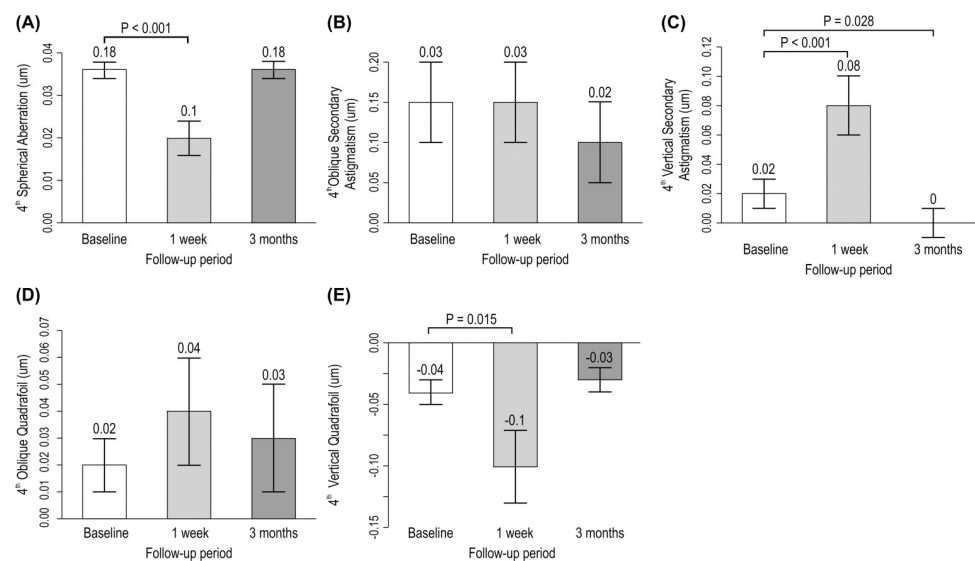 (A)
P < 0.001
0.18
0.1
0.18
0.04
0.03
0.02
0.01
0.00
4th Spherical Aberration (um)
Baseline
1 week
3 months
Follow-up period
(B)
0.03
0.03
0.02
0.20
0.15
0.10
0.05
0.00
4thOblique Secondary
Astigmatism (um)
Baseline
1 week
3 months
Follow-up period
(C)
P = 0.028
P < 0.001
0.02
0.08
0
0.12
0.10
0.08
0.06
0.04
0.02
0.00
4th Vertical Secondary
Astigmatism (um)
Baseline
1 week
3 months
Follow-up period
(D)
0.02
0.04
0.03
0.07
0.06
0.05
0.04
0.03
0.02
0.01
0.00
4th Oblique Quadrafoil (um)
Baseline
1 week
3 months
Follow-up period
(E)
P = 0.015
-0.04
-0.1
-0.03
0.00
-0.05
-0.10
-0.15
4th Vertical Quadrafoil (um)
Baseline
1 week
3 months
Follow-up period